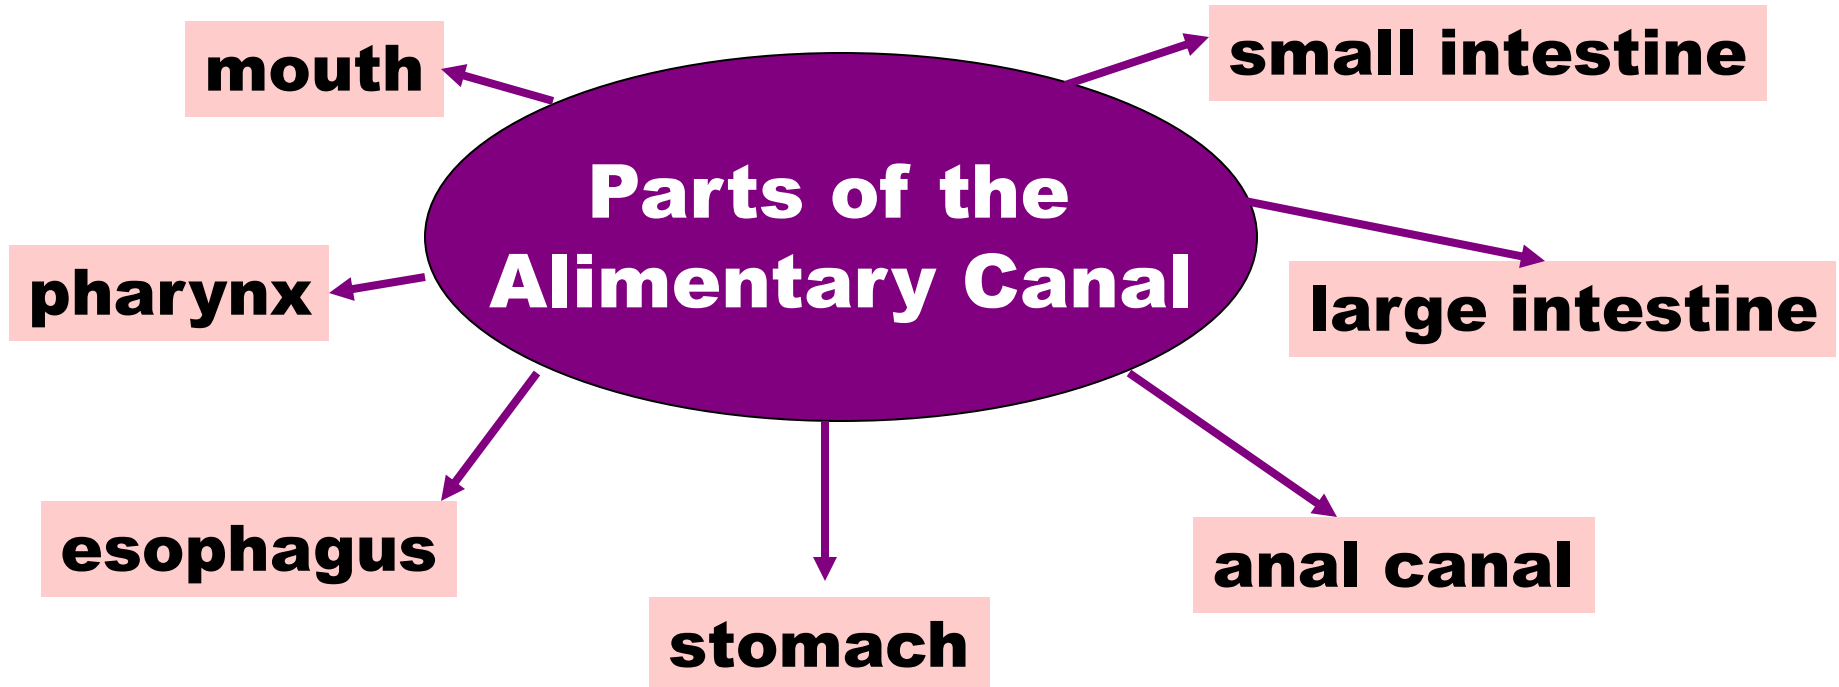 mouth
small intestine
Parts of the
Alimentary Canal
pharynx
large intestine
esophagus
anal canal
stomach